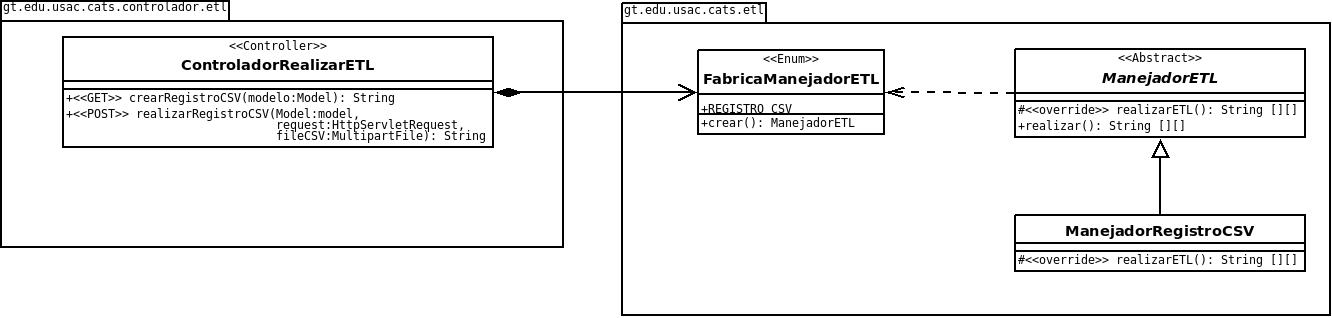 gt.edu.usac.cats.controlador.etl
<<Controller>>
ControladorRealizarETL
+<<GET>> crearRegistroCSV(modelo:Model): String
+<<POST>> realizarRegistroCSV(Model:model,
request:HttpServletRequest,
fileCSV:MultipartFile): String
gt.edu.usac.cats.etl
<<Enum>>
FabricaManejadorETL
+REGISTRO_CSV
+crear(): ManejadorETL
<<Abstract>>
ManejadorETL
#<<override>> realizarETL(): String [][]
+realizar(): String [][]
ManejadorRegistroCSV
#<<override>> realizarETL(): String [][]